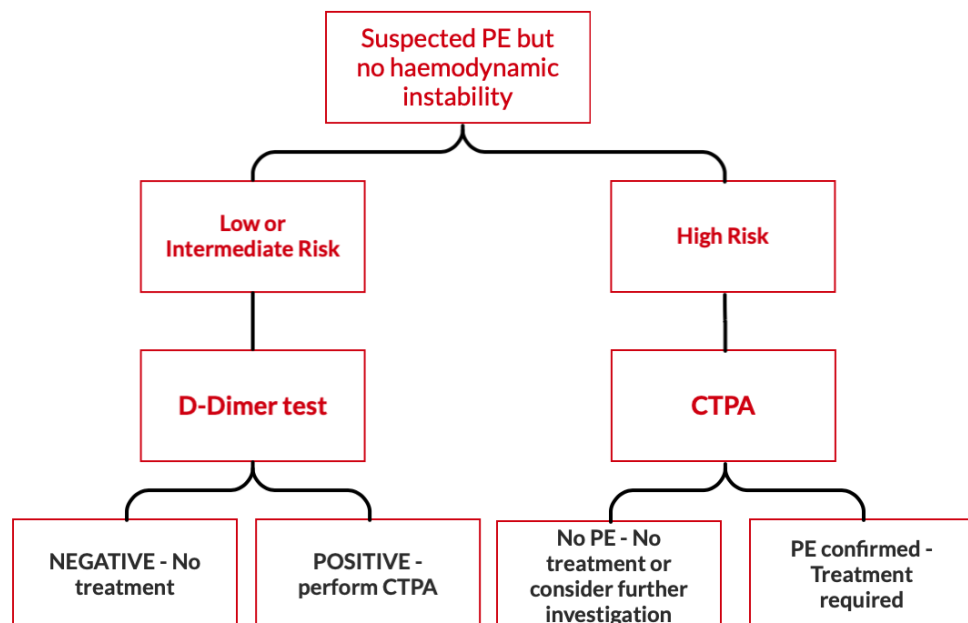 Suspected PE but
no haemodynamic
instability
Low or
Intermediate Risk
High Risk
D-Dimer test
CTPA
NEGATIVE - No
treatment
POSITIVE -
perform CTPA
No PE - No
treatment or
consider further
investigation
PE confirmed -
Treatment
required